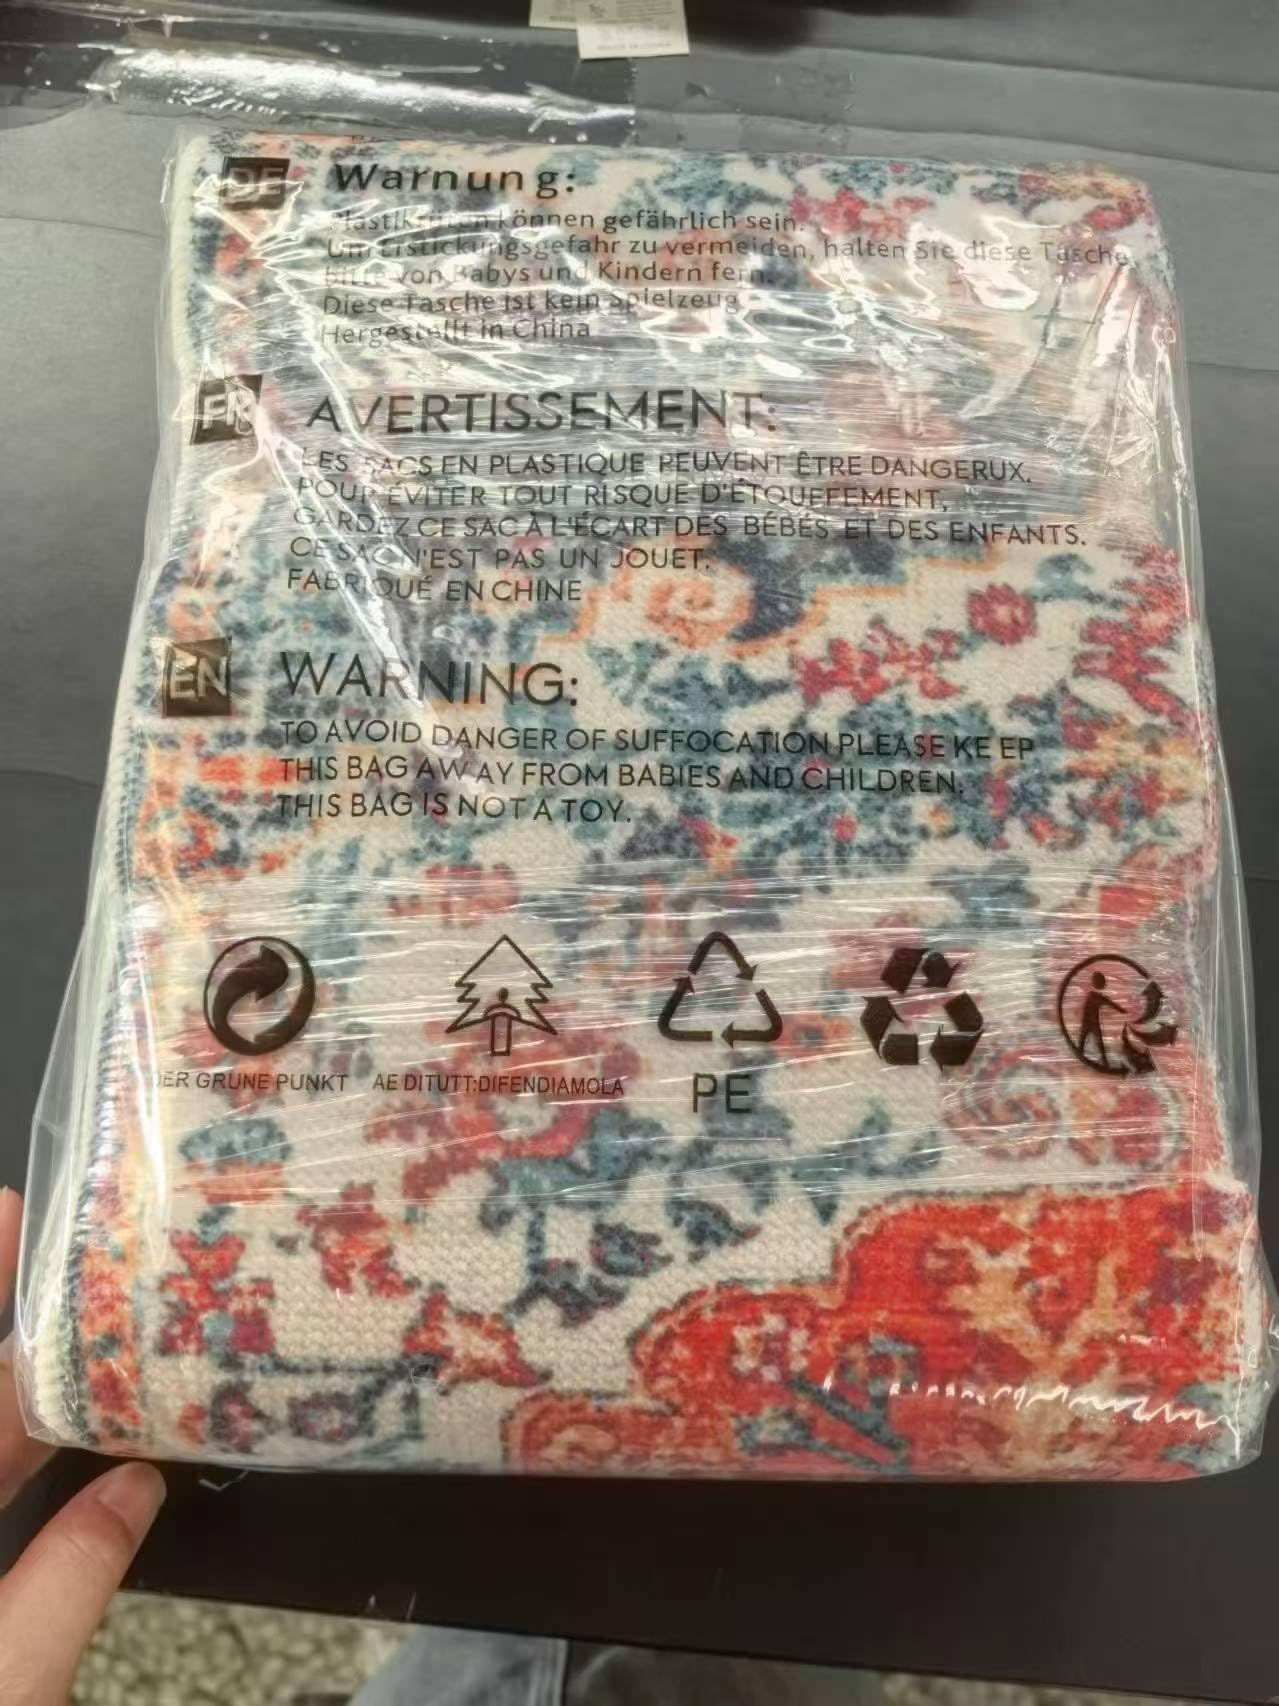 DE
Warnung:
Plastiktüten können gefährlich sein.
Um Erstickungsgefahr zu vermeiden, halten Sie diese Tasche
bitte von Babys und Kindern fern.
Diese Tasche ist kein Spielzeug
Hergestellt in China
FR
AVERTISSEMENT:
LES SACS EN PLASTIQUE PEUVENT ÊTRE DANGERUX.
POUR ÉVITER TOUT RISQUE D'ÉTOUFFEMENT,
GARDEZ CE SAC À L'ÉCART DES BÉBÉS ET DES ENFANTS.
CE SAC N'EST PAS UN JOUET.
FABRIQUÉ EN CHINE
EN
WARNING:
TO AVOID DANGER OF SUFFOCATION PLEASE KE EP
THIS BAG AW AY FROM BABIES AND CHILDREN.
THIS BAG IS NOT A TOY.
DER GRUNE PUNKT AE DITUTT:DIFENDIAMOLA
PE